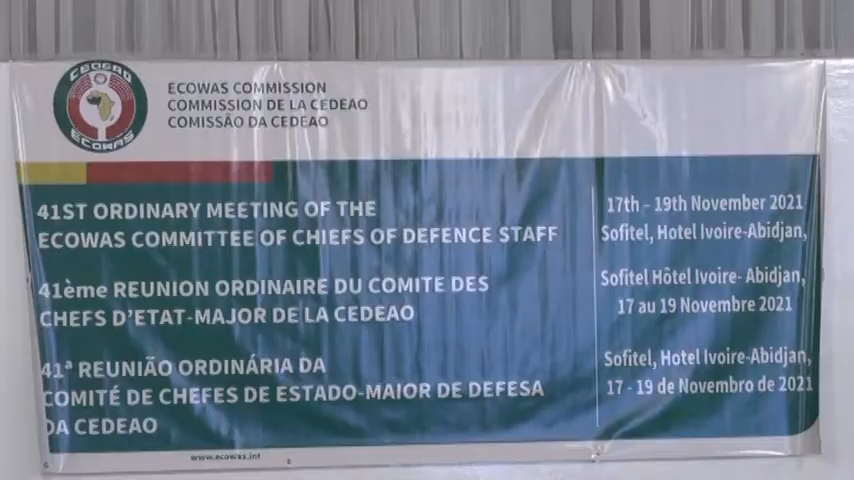 CEDEAO
ECOWAS
ECOWAS COMMISSION
COMMISSION DE LA CEDEAO
COMISSÃO DA CEDEAO
41ST ORDINARY MEETING OF THE
ECOWAS COMMITTEE OF CHIEFS OF DEFENCE STAFF
17th - 19th November 2021
Sofitel, Hotel Ivoire-Abidjan,
41ème REUNION ORDINAIRE DU COMITE DES
CHEFS D'ETAT-MAJOR DE LA CEDEAO
Sofitel Hôtel Ivoire- Abidjan,
17 au 19 Novembre 2021
41ª REUNIÃO ORDINÁRIA DA
COMITÉ DE CHEFES DE ESTADO-MAIOR DE DEFESA
DA CEDEAO
Sofitel, Hotel Ivoire-Abidjan,
17 - 19 de Novembro de 2021
www.ecowas.int